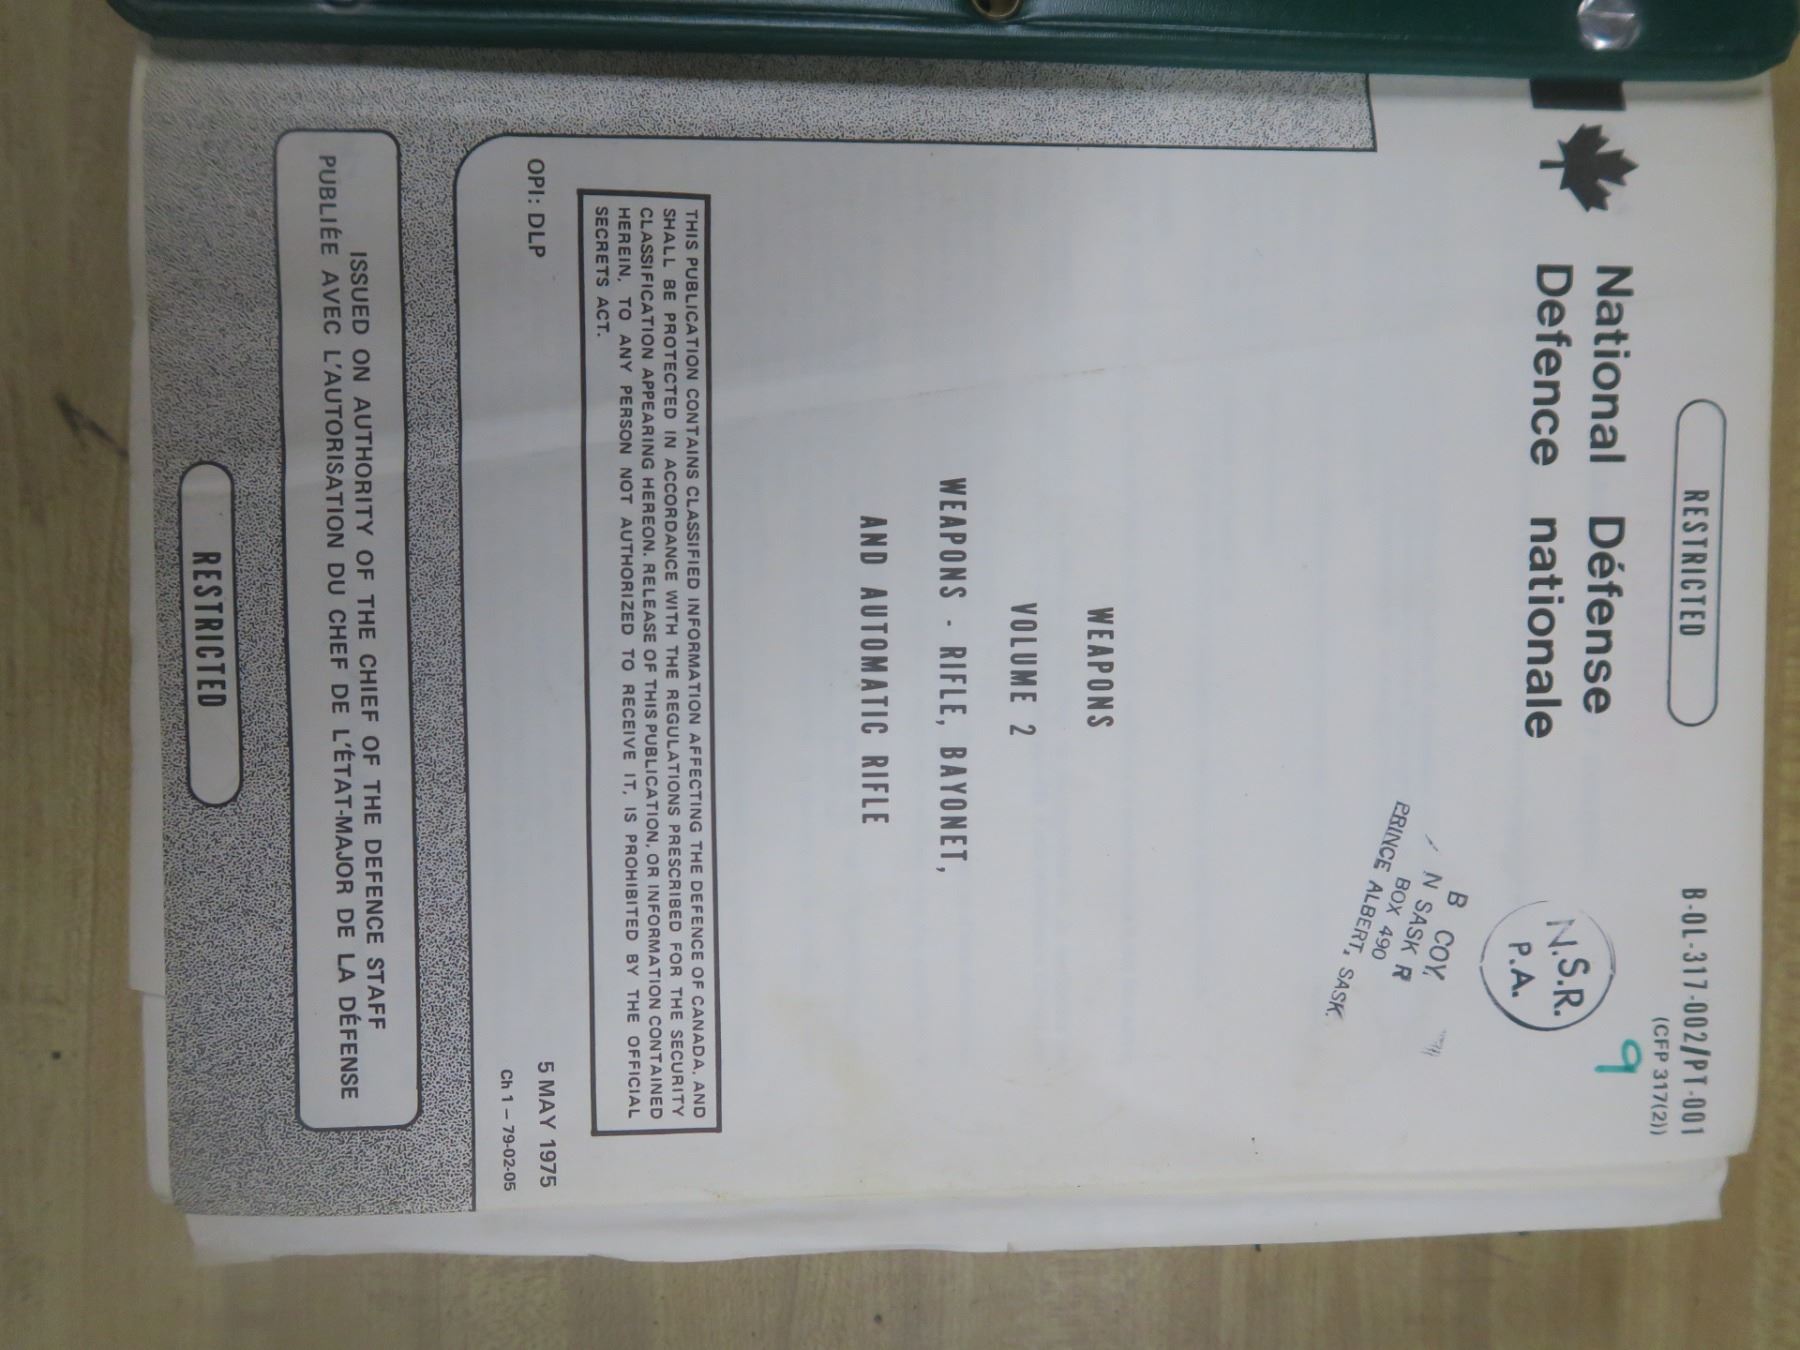 RESTRICTED
B-OL-317-002/PT-001
(CFP 317(2))
9
National Défense
Defence nationale
N.S.R.
P.A.
B COY,
N SASK R
BOX 490
PRINCE ALBERT, SASK.
WEAPONS
VOLUME 2
WEAPONS - RIFLE, BAYONET,
AND AUTOMATIC RIFLE
THIS PUBLICATION CONTAINS CLASSIFIED INFORMATION AFFECTING THE DEFENCE OF CANADA, AND
SHALL BE PROTECTED IN ACCORDANCE WITH THE REGULATIONS PRESCRIBED FOR THE SECURITY
CLASSIFICATION APPEARING HEREON. RELEASE OF THIS PUBLICATION, OR INFORMATION CONTAINED
HEREIN, TO ANY PERSON NOT AUTHORIZED TO RECEIVE IT, IS PROHIBITED BY THE OFFICIAL
SECRETS ACT.
OPI: DLP
5 MAY 1975
Ch 1 – 79-02-05
ISSUED ON AUTHORITY OF THE CHIEF OF THE DEFENCE STAFF
PUBLIÉE AVEC L'AUTORISATION DU CHEF DE L'ÉTAT-MAJOR DE LA DÉFENSE
RESTRICTED